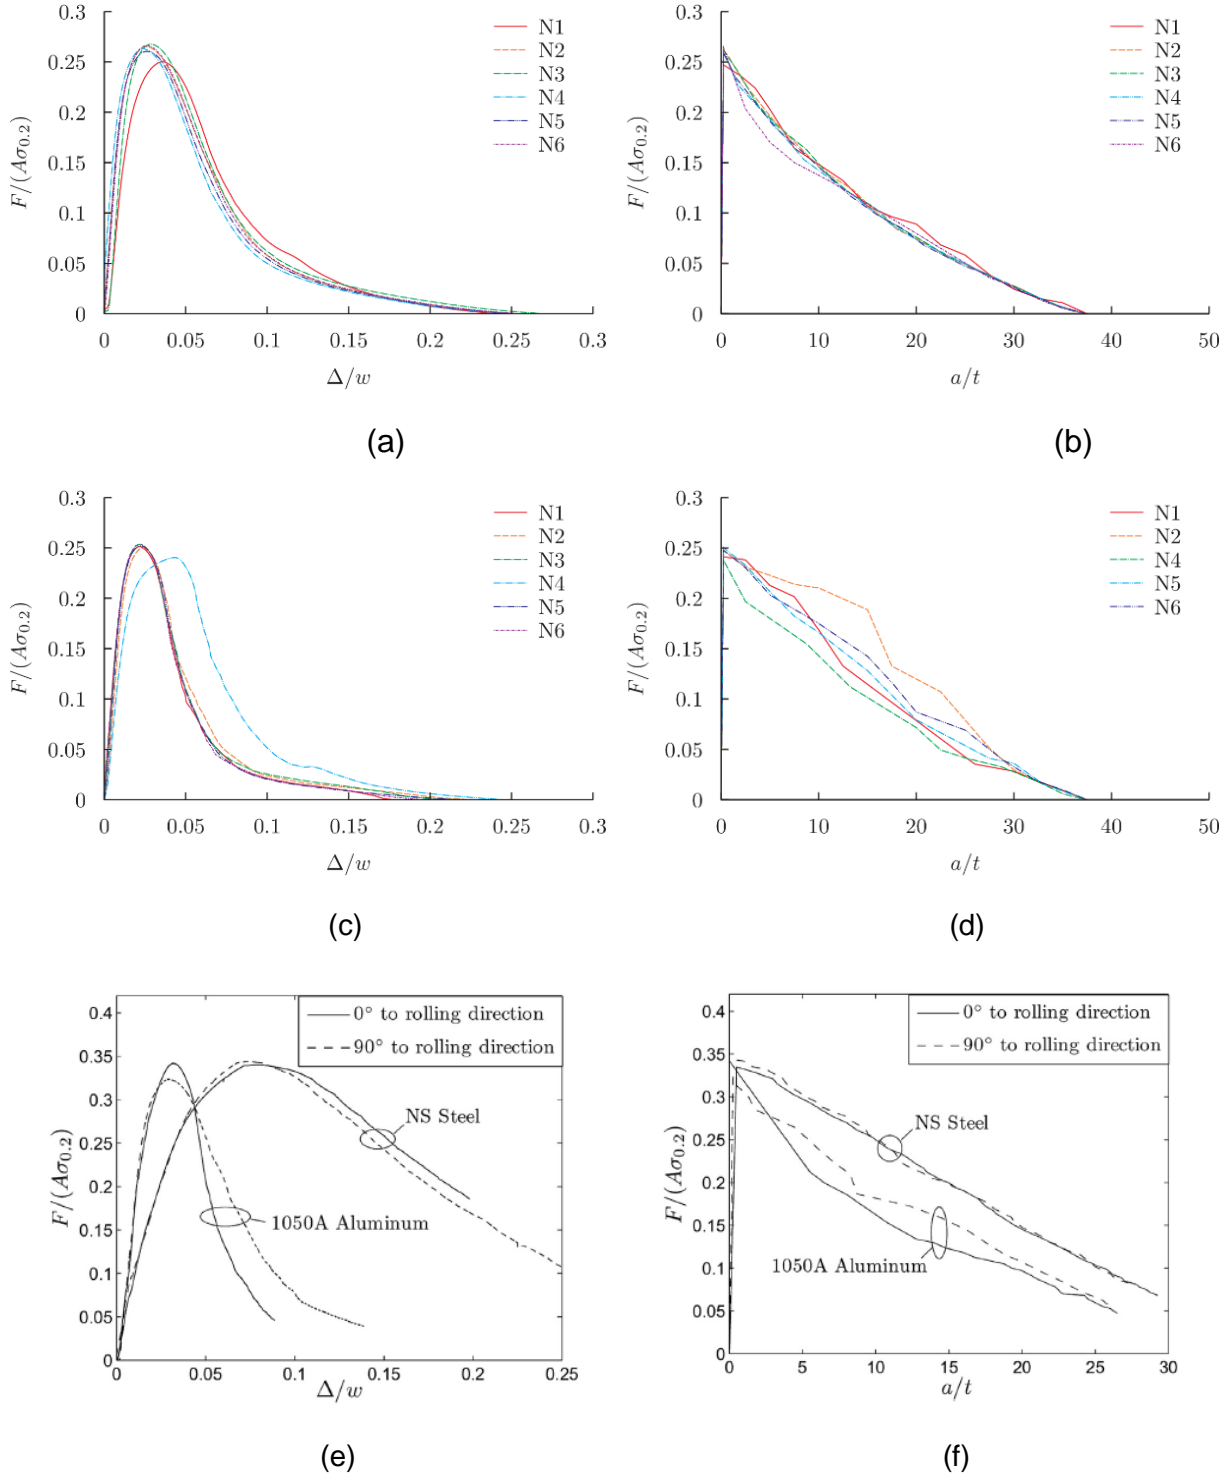 0.3
0.25
0.2
0.15
0.1
0.05
0
F/(Aσ0.2)
0 0.05 0.1 0.15 0.2 0.25 0.3
Δ/w
N1
N2
N3
N4
N5
N6
(a)
0.3
0.25
0.2
0.15
0.1
0.05
0
F/(Aσ0.2)
0 10 20 30 40 50
a/t
N1
N2
N3
N4
N5
N6
(b)
0.3
0.25
0.2
0.15
0.1
0.05
0
F/(Aσ0.2)
0 0.05 0.1 0.15 0.2 0.25 0.3
Δ/w
N1
N2
N3
N4
N5
N6
(c)
0.3
0.25
0.2
0.15
0.1
0.05
0
F/(Aσ0.2)
0 10 20 30 40 50
a/t
N1
N2
N4
N5
N6
(d)
0.4
0.35
0.3
0.25
0.2
0.15
0.1
0.05
0
F/(Aσ0.2)
0° to rolling direction
90° to rolling direction
NS Steel
1050A Aluminum
0 0.05 0.1 0.15 0.2 0.25
Δ/w
(e)
0.4
0.35
0.3
0.25
0.2
0.15
0.1
0.05
0
F/(Aσ0.2)
0° to rolling direction
90° to rolling direction
NS Steel
1050A Aluminum
0 5 10 15 20 25 30
a/t
(f)